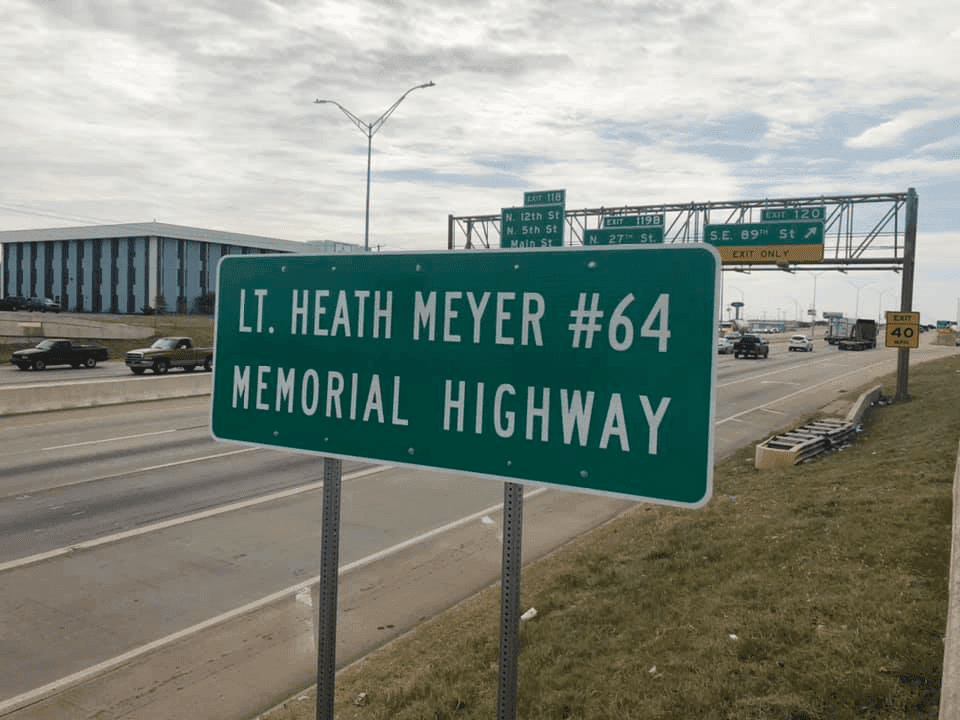 EXIT 118
N. 12th St
N. 5th St
Main St
EXIT 119B
N. 27TH St.
EXIT 120
S.E. 89TH St
EXIT ONLY
EXIT
40
M.P.H.
LT. HEATH MEYER #64
MEMORIAL HIGHWAY